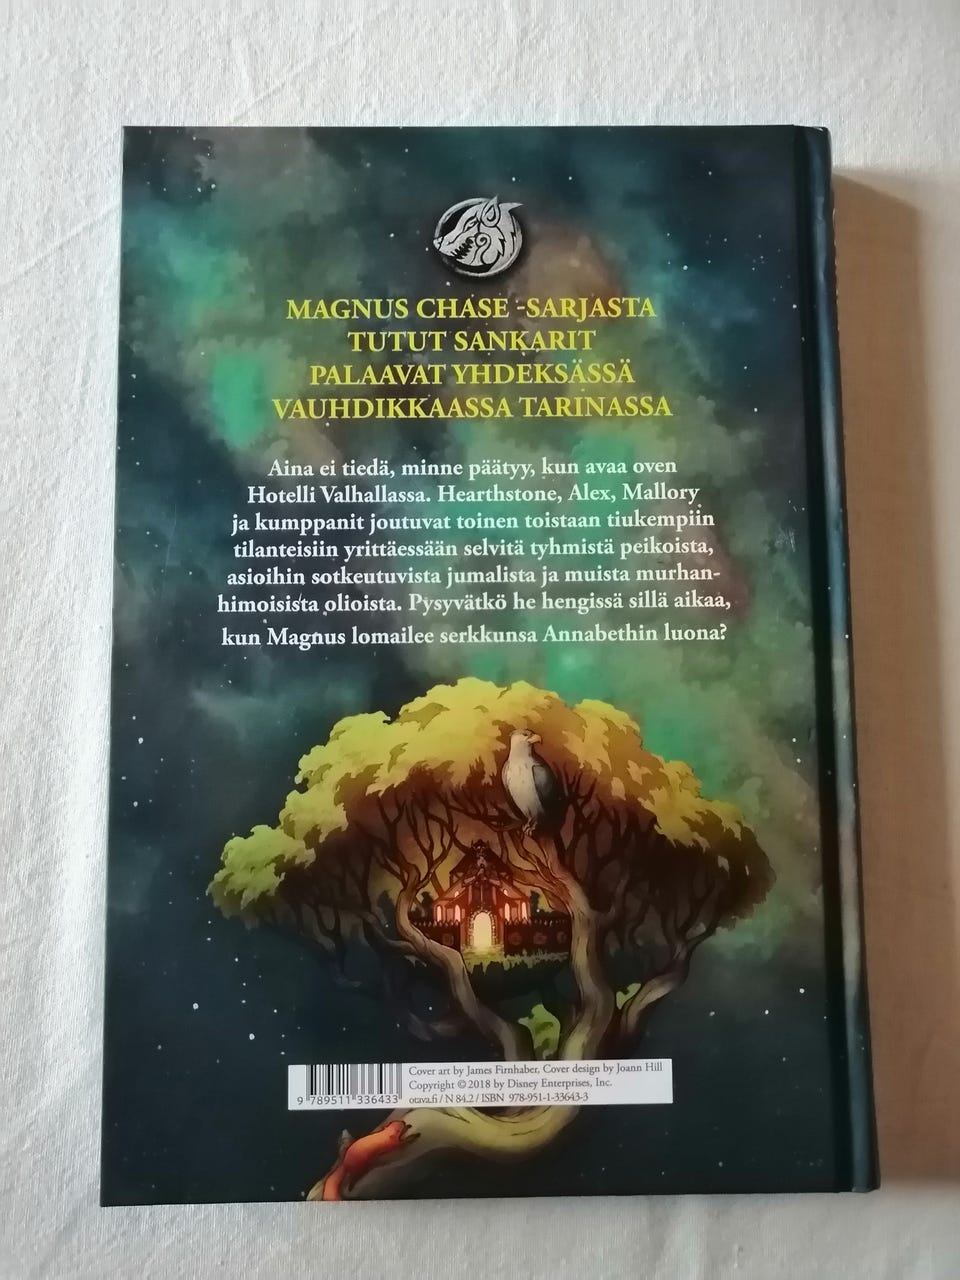 MAGNUS CHASE -SARJASTA
TUTUT SANKARIT
PALAAVAT YHDEKSÄSSÄ
VAUHDIKKAASSA TARINASSA
Aina ei tiedä, minne päätyy, kun avaa oven
Hotelli Valhallassa. Hearthstone, Alex, Mallory
ja kumppanit joutuvat toinen toistaan tiukempiin
tilanteisiin yrittäessään selvitä tyhmistä peikoista,
asioihin sotkeutuvista jumalista ja muista murhan-
himoisista olioista. Pysyvätkö he hengissä sillä aikaa,
kun Magnus lomailee serkkunsa Annabethin luona?
Cover art by James Firnhaber, Cover design by Joann Hill
Copyright © 2018 by Disney Enterprises, Inc.
otava.fi / N 84.2 / ISBN 978-951-1-33643-3
9 789511 336433